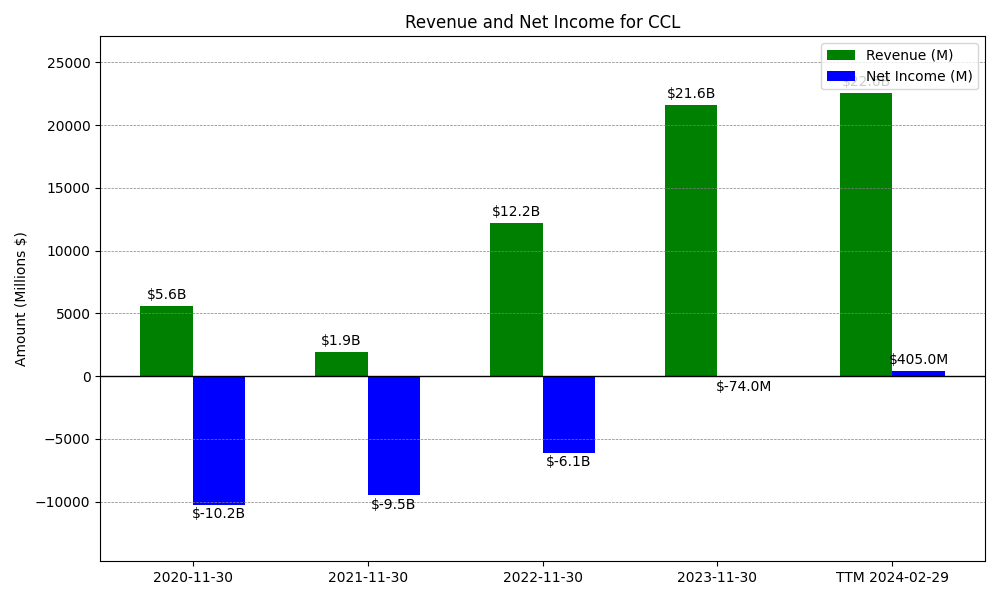 Revenue and Net Income for CCL
Revenue (M)
Net Income (M)
Amount (Millions $)
25000
20000
15000
10000
5000
0
−5000
−10000
$5.6B
$1.9B
$12.2B
$21.6B
$22.6B
$-10.2B
$-9.5B
$-6.1B
$-74.0M
$405.0M
2020-11-30
2021-11-30
2022-11-30
2023-11-30
TTM 2024-02-29